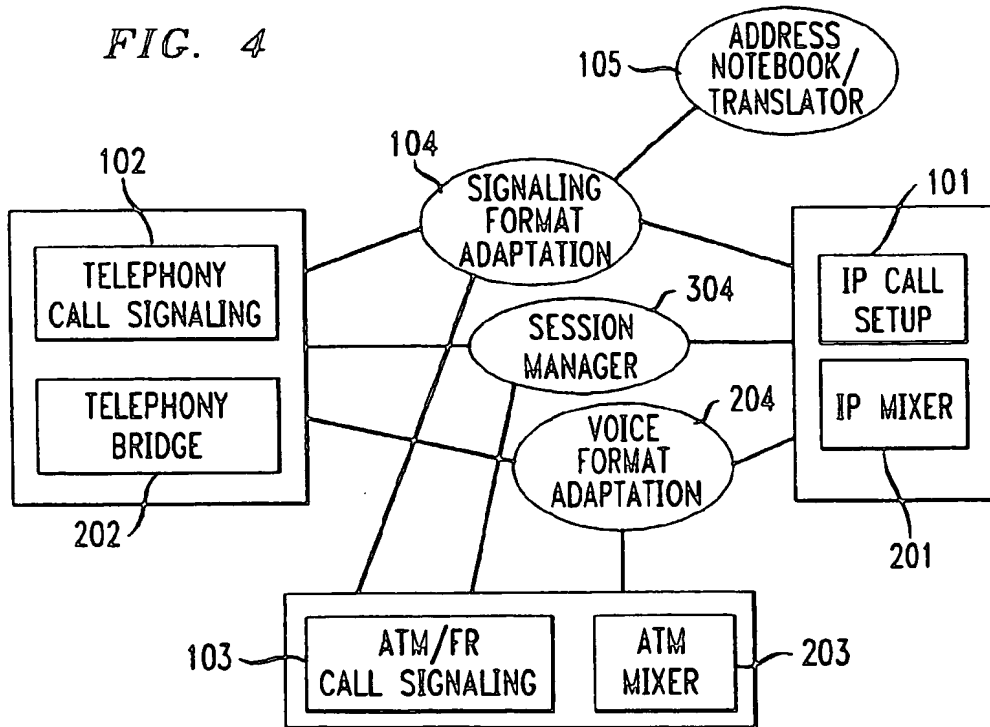 FIG. 4
ADDRESS
NOTEBOOK/
TRANSLATOR
105
104
SIGNALING
FORMAT
ADAPTATION
102
TELEPHONY
CALL SIGNALING
101
IP CALL
SETUP
304
SESSION
MANAGER
TELEPHONY
BRIDGE
202
204
VOICE
FORMAT
ADAPTATION
IP MIXER
201
103
ATM/FR
CALL SIGNALING
ATM
MIXER
203